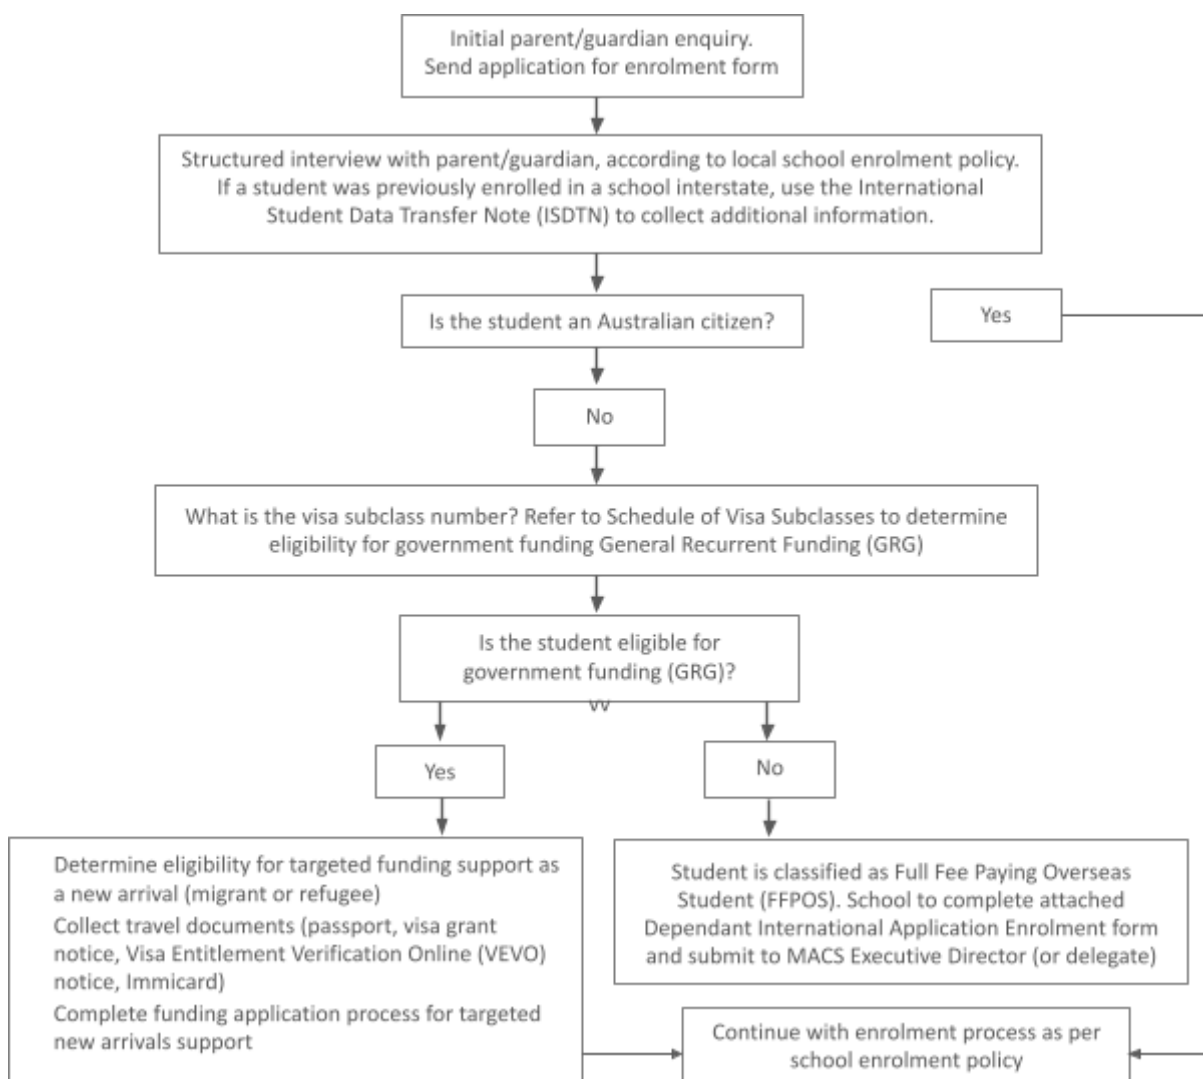 Initial parent/guardian enquiry.
Send application for enrolment form
Structured interview with parent/guardian, according to local school enrolment policy.
If a student was previously enrolled in a school interstate, use the International
Student Data Transfer Note (ISDTN) to collect additional information.
Is the student an Australian citizen?
Yes
No
What is the visa subclass number? Refer to Schedule of Visa Subclasses to determine
eligibility for government funding General Recurrent Funding (GRG)
Is the student eligible for
government funding (GRG)?
Yes
No
Determine eligibility for targeted funding support as
a new arrival (migrant or refugee)
Collect travel documents (passport, visa grant
notice, Visa Entitlement Verification Online (VEVO)
notice, Immicard)
Complete funding application process for targeted
new arrivals support
Student is classified as Full Fee Paying Overseas
Student (FFPOS). School to complete attached
Dependant International Application Enrolment form
and submit to MACS Executive Director (or delegate)
Continue with enrolment process as per
school enrolment policy